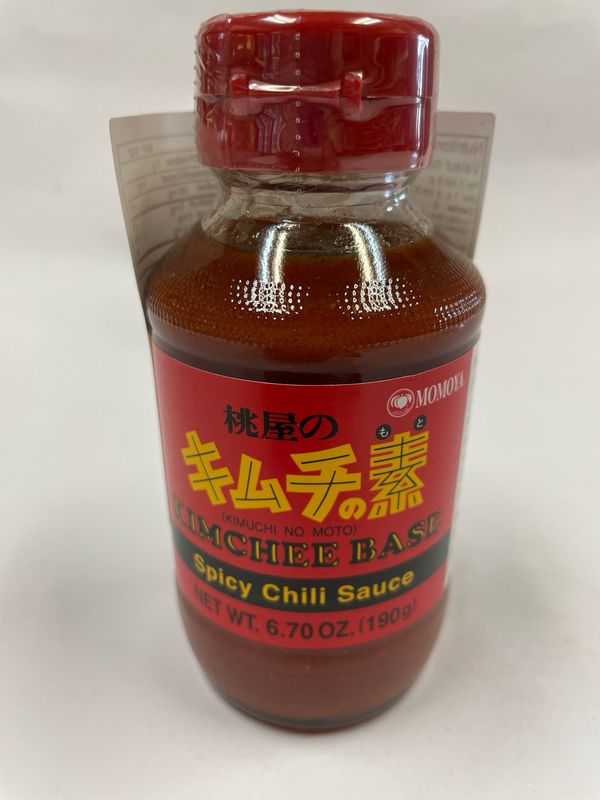 MOMOYA
桃屋の
もと
キムチの素
(KIMUCHI NO MOTO)
KIMCHEE BASE
Spicy Chili Sauce
NET WT. 6.70 OZ. (190g)